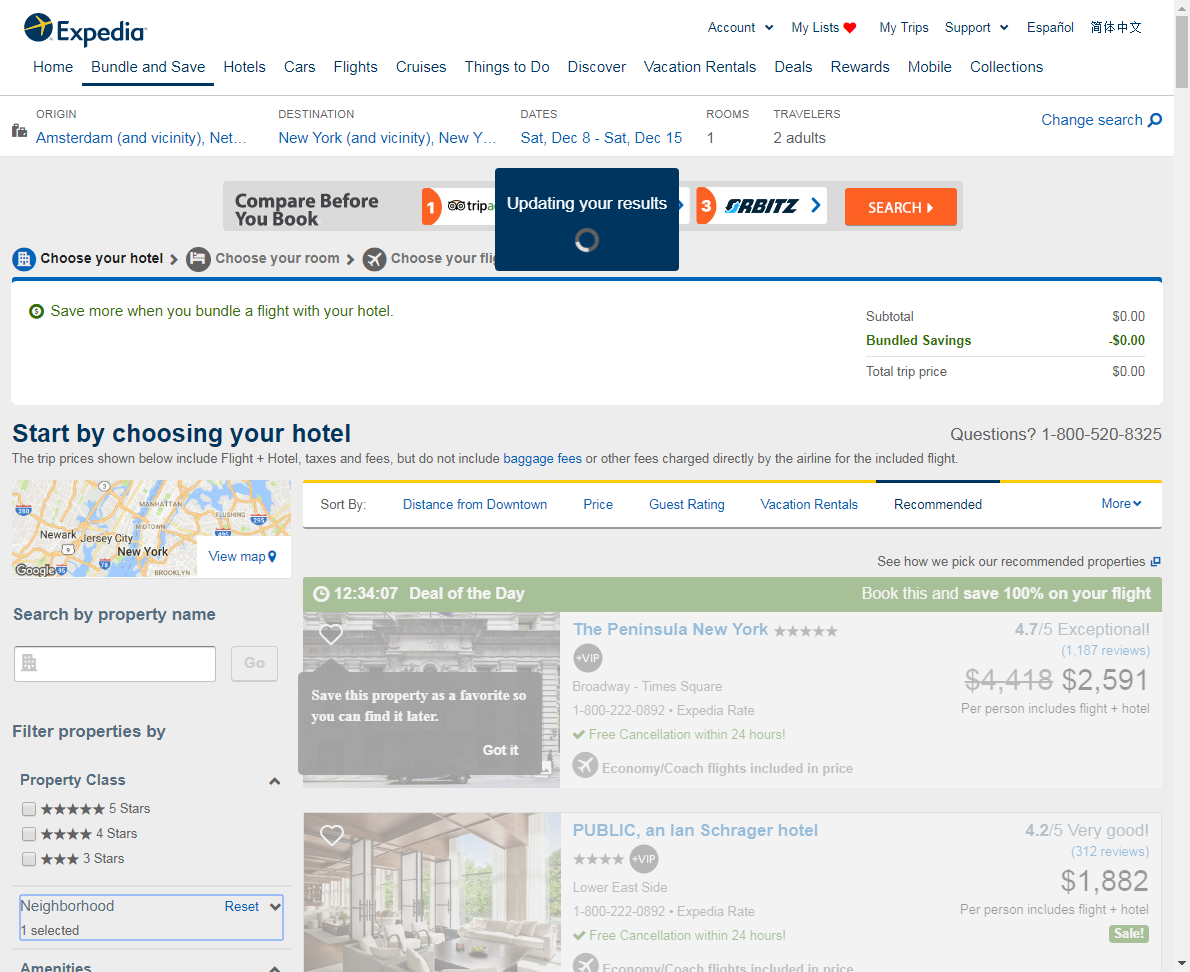 Expedia
Account
My Lists
My Trips
Support
Español
简体中文
Home
Bundle and Save
Hotels
Cars
Flights
Cruises
Things to Do
Discover
Vacation Rentals
Deals
Rewards
Mobile
Collections
ORIGIN
DESTINATION
DATES
ROOMS
TRAVELERS
Amsterdam (and vicinity), Net...
New York (and vicinity), New Y...
Sat, Dec 8 - Sat, Dec 15
1
2 adults
Change search
Compare Before
You Book
1
Updating your results
3 ORBITZ
SEARCH
Choose your hotel
Choose your room
Choose your
Save more when you bundle a flight with your hotel.
Subtotal $0.00
Bundled Savings -$0.00
Total trip price $0.00
Start by choosing your hotel
Questions? 1-800-520-8325
The trip prices shown below include Flight + Hotel, taxes and fees, but do not include baggage fees or other fees charged directly by the airline for the included flight.
MANHATTAN
280
3
FLUSHING
295
MIDTOWN
495
Newark
Jersey City
9
New York
78
BROOKLYN
Google
95
View map
Sort By:
Distance from Downtown
Price
Guest Rating
Vacation Rentals
Recommended
More
See how we pick our recommended properties
Search by property name
Go
Filter properties by
Property Class
5 Stars
4 Stars
3 Stars
Neighborhood
Reset
1 selected
Amenities
12:34:07 Deal of the Day
Book this and save 100% on your flight
The Peninsula New York
4.7/5 Exceptional!
+VIP
(1,187 reviews)
$4,418 $2,591
Broadway - Times Square
1-800-222-0892 • Expedia Rate
Per person includes flight + hotel
Free Cancellation within 24 hours!
Economy/Coach flights included in price
Save this property as a favorite so
you can find it later.
Got it
PUBLIC, an Ian Schrager hotel
4.2/5 Very good!
+VIP
(312 reviews)
Lower East Side
$1,882
1-800-222-0892 • Expedia Rate
Per person includes flight + hotel
Free Cancellation within 24 hours!
Sale!
Economy/Coach flights included in price